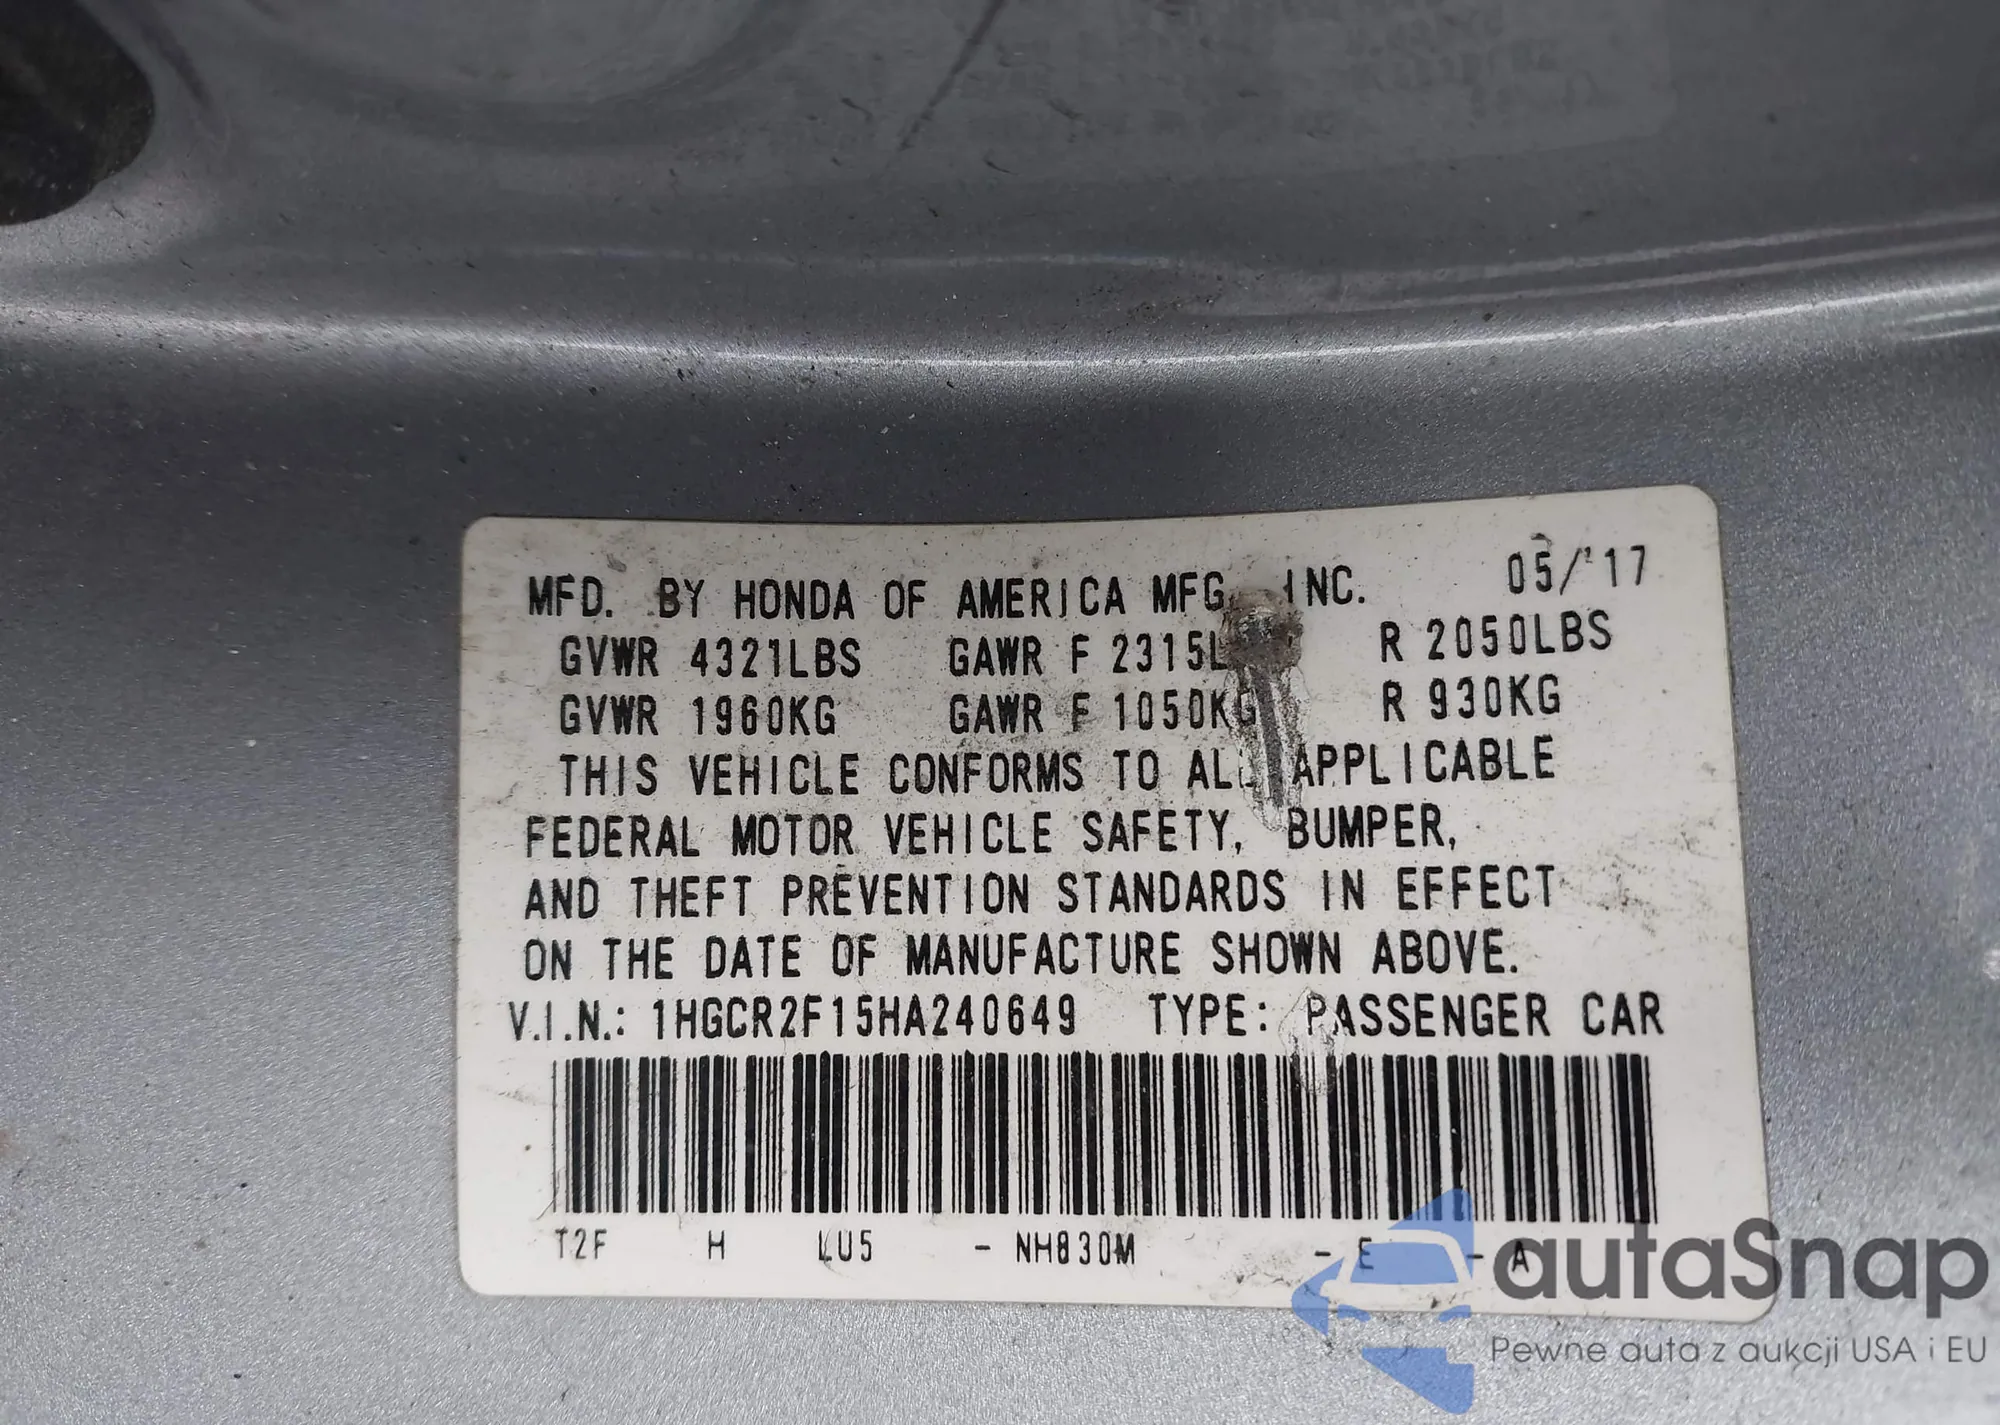 MFD. BY HONDA OF AMERICA MFG. INC. 05/'17
GVWR 4321LBS GAWR F 2315L R 2050LBS
GVWR 1960KG GAWR F 1050KG R 930KG
THIS VEHICLE CONFORMS TO ALL APPLICABLE
FEDERAL MOTOR VEHICLE SAFETY, BUMPER,
AND THEFT PREVENTION STANDARDS IN EFFECT
ON THE DATE OF MANUFACTURE SHOWN ABOVE.
V.I.N.: 1HGCR2F15HA240649 TYPE: PASSENGER CAR
T2F H LU5 - NH830M - E - A
autaSnap
Pewne auta z aukcji USA i EU